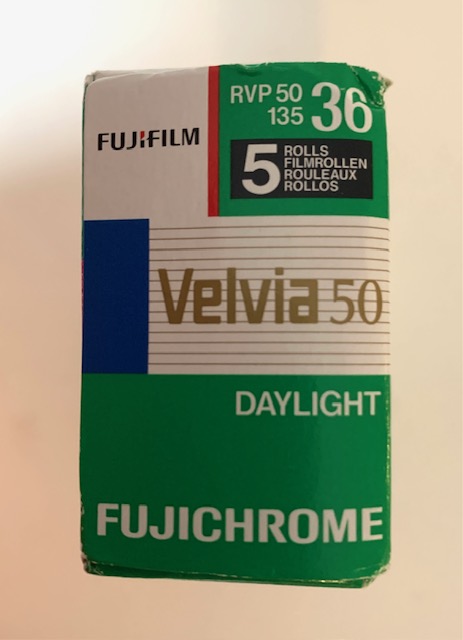 FUJIFILM
RVP 50
135
36
5
ROLLS
FILMROLLEN
ROULEAUX
ROLLOS
Velvia 50
DAYLIGHT
FUJICHROME